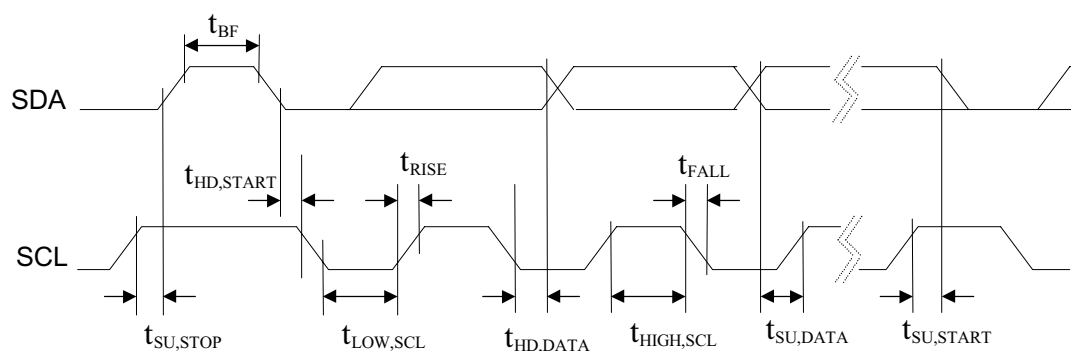 t_BF
SDA
t_HD,START
t_RISE
t_FALL
SCL
t_SU,STOP
t_LOW,SCL
t_HD,DATA
t_HIGH,SCL
t_SU,DATA
t_SU,START